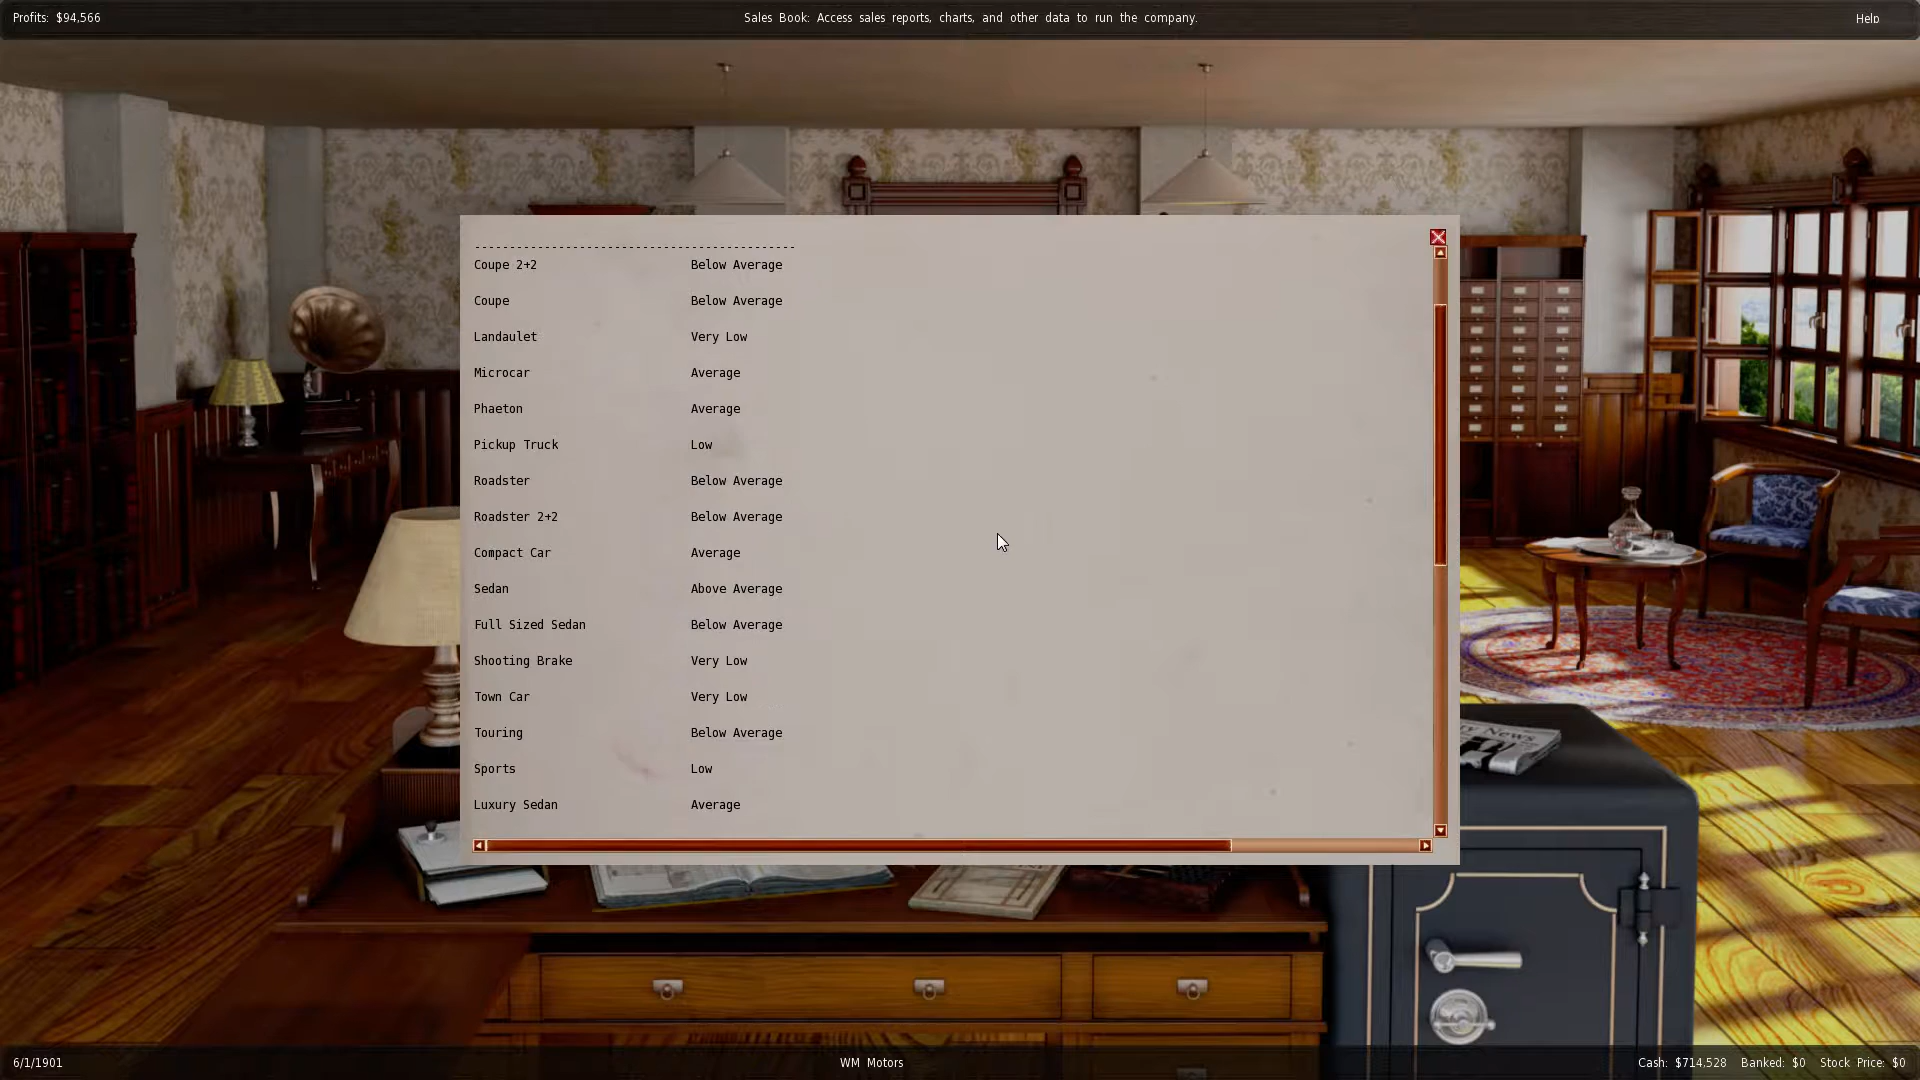 Profits: $94,566
Sales Book: Access sales reports, charts, and other data to run the company.
Help
----------------------------------------------
Coupe 2+2 Below Average
Coupe Below Average
Landaulet Very Low
Microcar Average
Phaeton Average
Pickup Truck Low
Roadster Below Average
Roadster 2+2 Below Average
Compact Car Average
Sedan Above Average
Full Sized Sedan Below Average
Shooting Brake Very Low
Town Car Very Low
Touring Below Average
Sports Low
Luxury Sedan Average
News
6/1/1901
WM Motors
Cash: $714,528 Banked: $0 Stock Price: $0